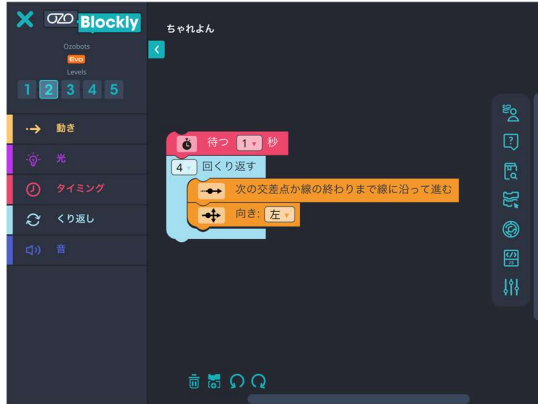 OZO Blockly
ちゃれよん
Ozobots
Evo
Levels
1 2 3 4 5
動き
光
タイミング
くり返し
音
待つ 1 秒
4 回くり返す
次の交差点か線の終わりまで線に沿って進む
向き: 左